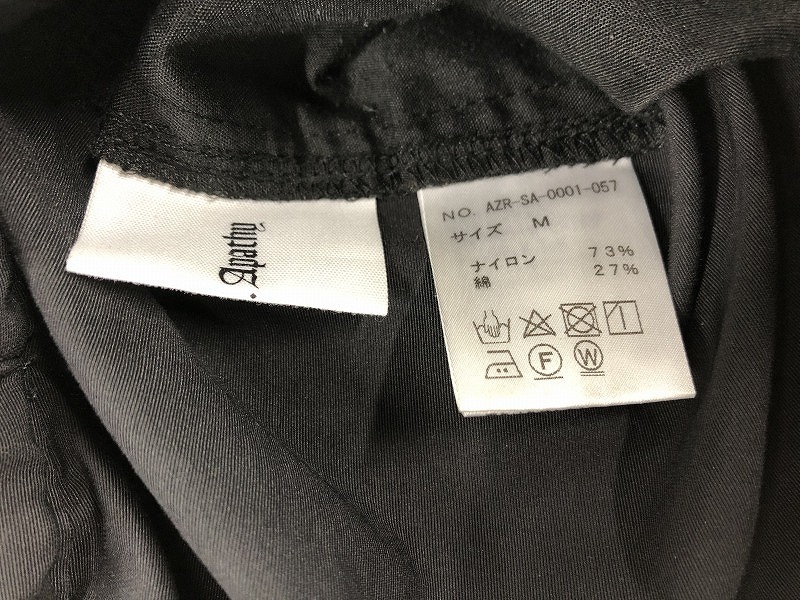 . Apathy
NO. AZR-SA-0001-057
サイズ M
ナイロン 73%
綿 27%
F W